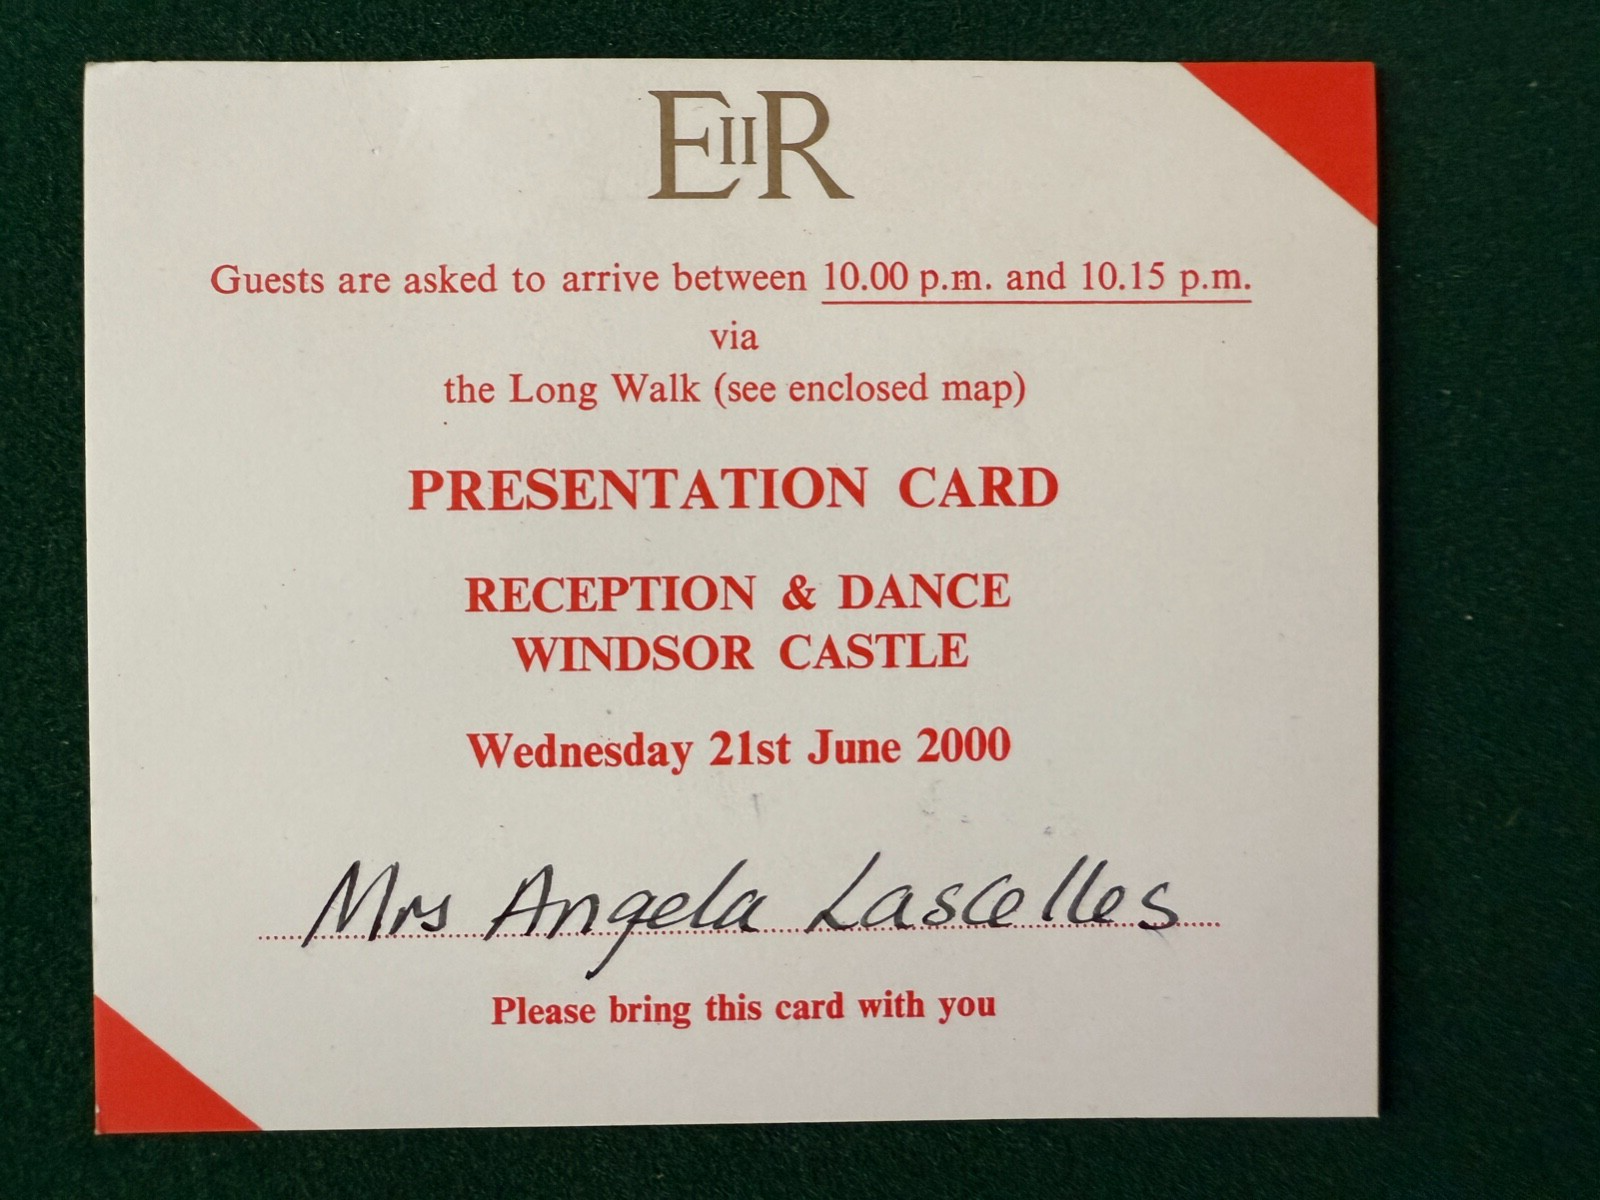 EIIR
Guests are asked to arrive between 10.00 p.m. and 10.15 p.m.
via
the Long Walk (see enclosed map)
PRESENTATION CARD
RECEPTION & DANCE
WINDSOR CASTLE
Wednesday 21st June 2000
Mrs Angela Lascelles
Please bring this card with you